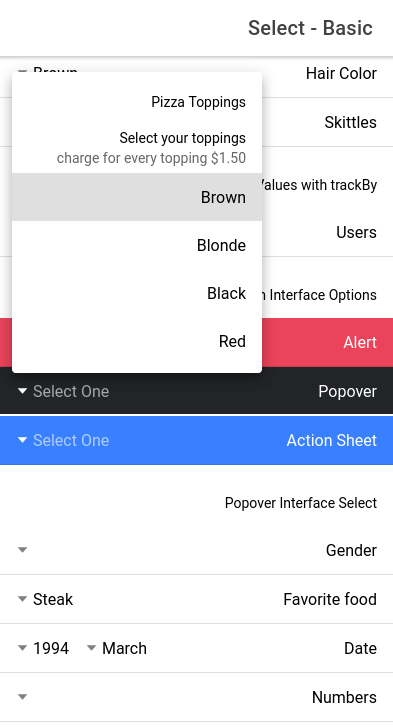 Select - Basic
Hair Color
Brown
Skittles
Values with trackBy
Users
Interface Options
Pizza Toppings
Select your toppings
charge for every topping $1.50
Brown
Blonde
Black
Red
Alert
Popover
Select One
Action Sheet
Select One
Popover Interface Select
Gender
Favorite food
Steak
Date
March
1994
Numbers